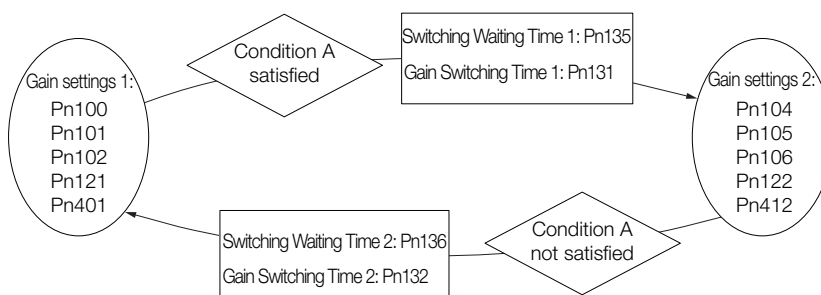 Gain settings 1:
Pn100
Pn101
Pn102
Pn121
Pn401
Condition A
satisfied
Switching Waiting Time 1: Pn135
Gain Switching Time 1: Pn131
Gain settings 2:
Pn104
Pn105
Pn106
Pn122
Pn412
Condition A
not satisfied
Switching Waiting Time 2: Pn136
Gain Switching Time 2: Pn132